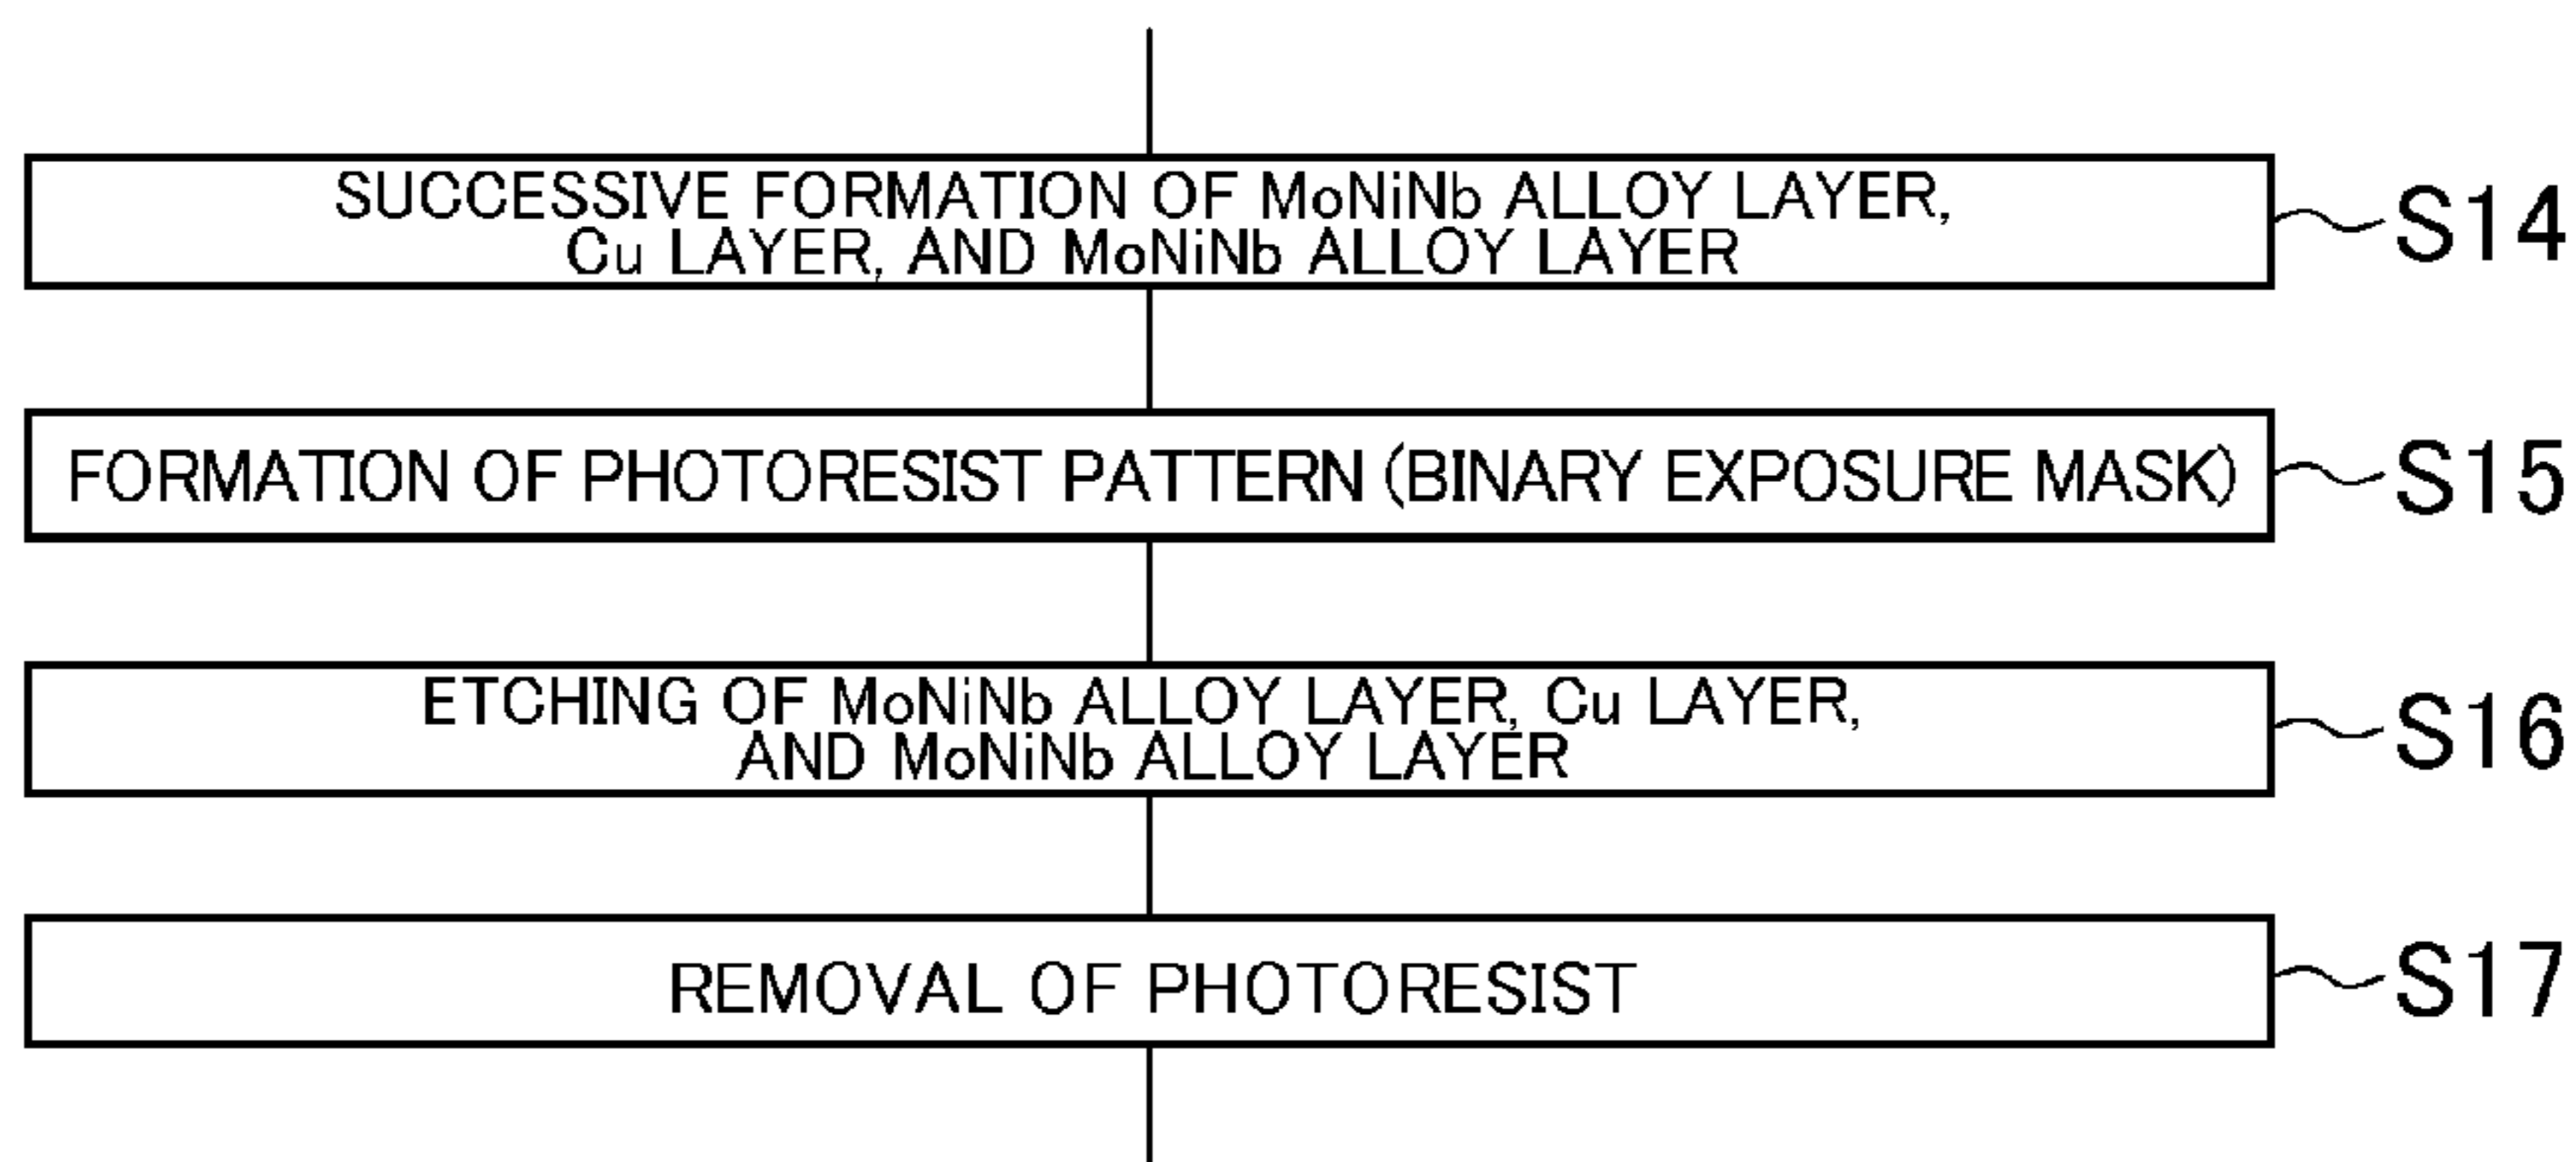 SUCCESSIVE FORMATION OF MoNiNb ALLOY LAYER,
Cu LAYER, AND MoNiNb ALLOY LAYER
S14
FORMATION OF PHOTORESIST PATTERN (BINARY EXPOSURE MASK)
S15
ETCHING OF MoNiNb ALLOY LAYER, Cu LAYER,
AND MoNiNb ALLOY LAYER
S16
REMOVAL OF PHOTORESIST
S17